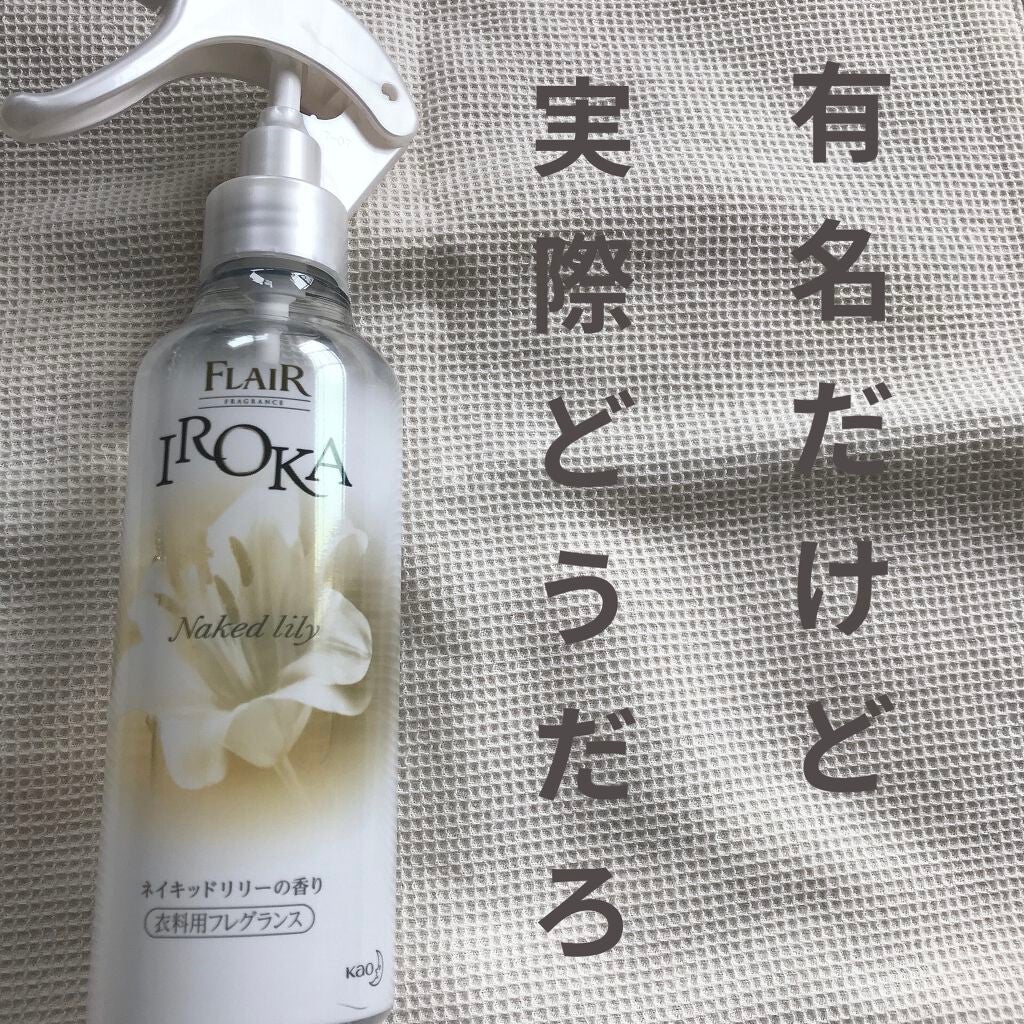 有名だけど
実際どうだろ
FLAIR
FRAGRANCE
IROKA
Naked lily
ネイキッドリリーの香り
衣料用フレグランス
Kao